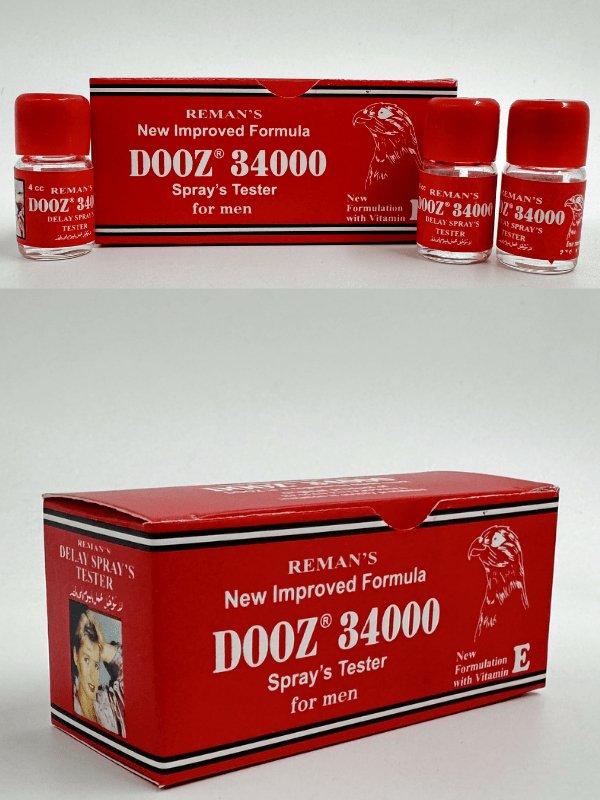 REMAN'S
New Improved Formula
DOOZ® 34000
Spray's Tester
for men
New
Formulation
with Vitamin
4 cc REMAN'S
DOOZ®
DELAY SPRAY'S
TESTER
REMAN'S
DOOZ® 34000
DELAY SPRAY'S
TESTER
REMAN'S
34000
DELAY SPRAY'S
TESTER
DOOZ 34000
REMAN'S
DELAY SPRAY'S
TESTER
REMAN'S
New Improved Formula
DOOZ® 34000
Spray's Tester
for men
New
Formulation
with Vitamin E